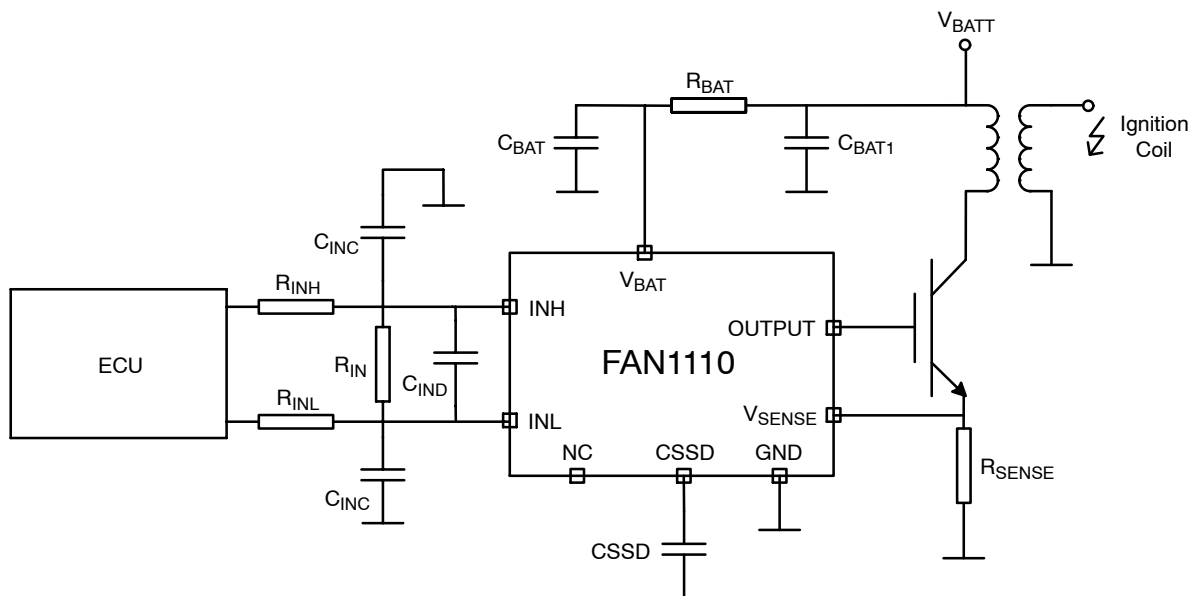 VBATT
RBAT
CBAT
CBAT1
Ignition
Coil
CINC
VBAT
RINH
INH
OUTPUT
ECU
RIN
CIND
FAN1110
RINL
INL
VSENSE
NC
CSSD
GND
RSENSE
CINC
CSSD